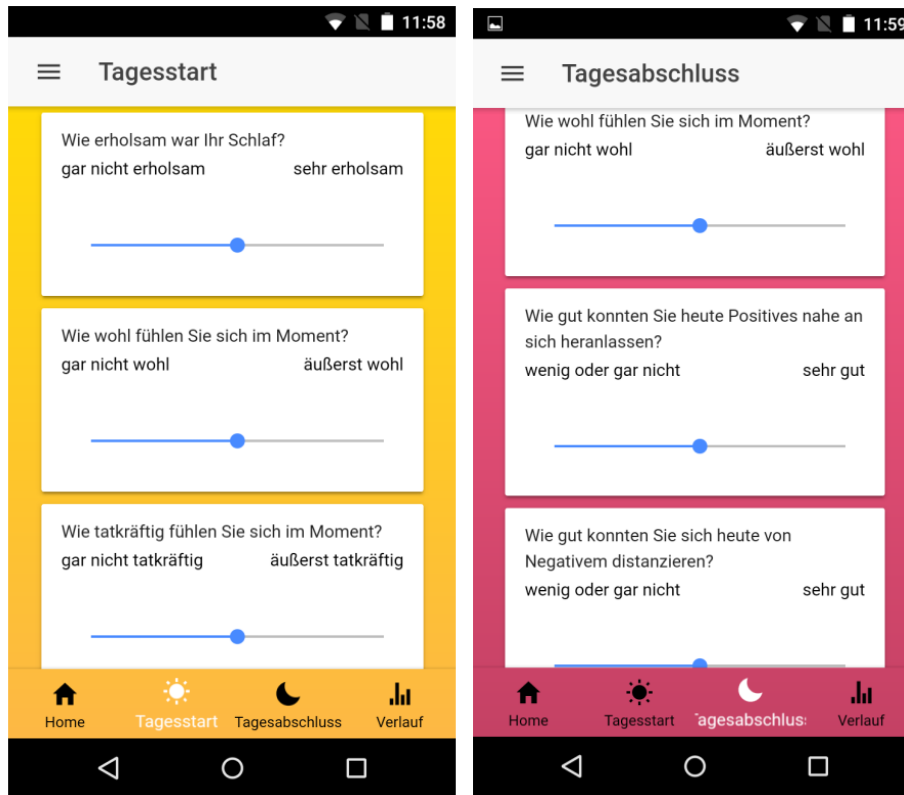 11:58
Tagesstart
Wie erholsam war Ihr Schlaf?
gar nicht erholsam sehr erholsam
Wie wohl fühlen Sie sich im Moment?
gar nicht wohl äußerst wohl
Wie tatkräftig fühlen Sie sich im Moment?
gar nicht tatkräftig äußerst tatkräftig
Home Tagesstart Tagesabschluss Verlauf
11:59
Tagesabschluss
Wie wohl fühlen Sie sich im Moment?
gar nicht wohl äußerst wohl
Wie gut konnten Sie heute Positives nahe an
sich heranlassen?
wenig oder gar nicht sehr gut
Wie gut konnten Sie sich heute von
Negativem distanzieren?
wenig oder gar nicht sehr gut
Home Tagesstart Tagesabschluss Verlauf